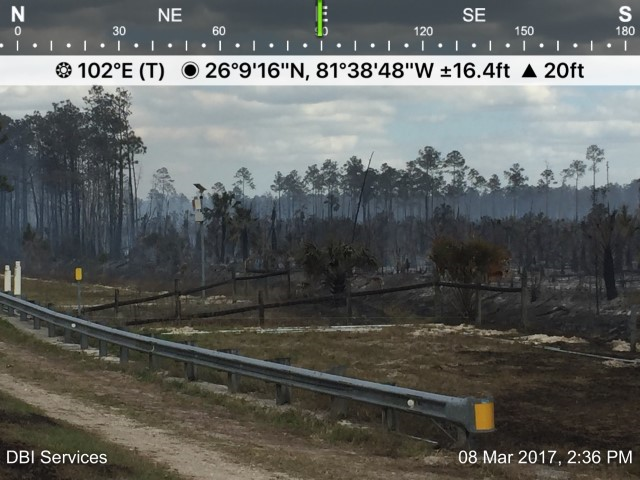 N NE E SE S
0 30 60 90 120 150 180
102°E (T) 26°9'16"N, 81°38'48"W ±16.4ft ▲ 20ft
DBI Services 08 Mar 2017, 2:36 PM